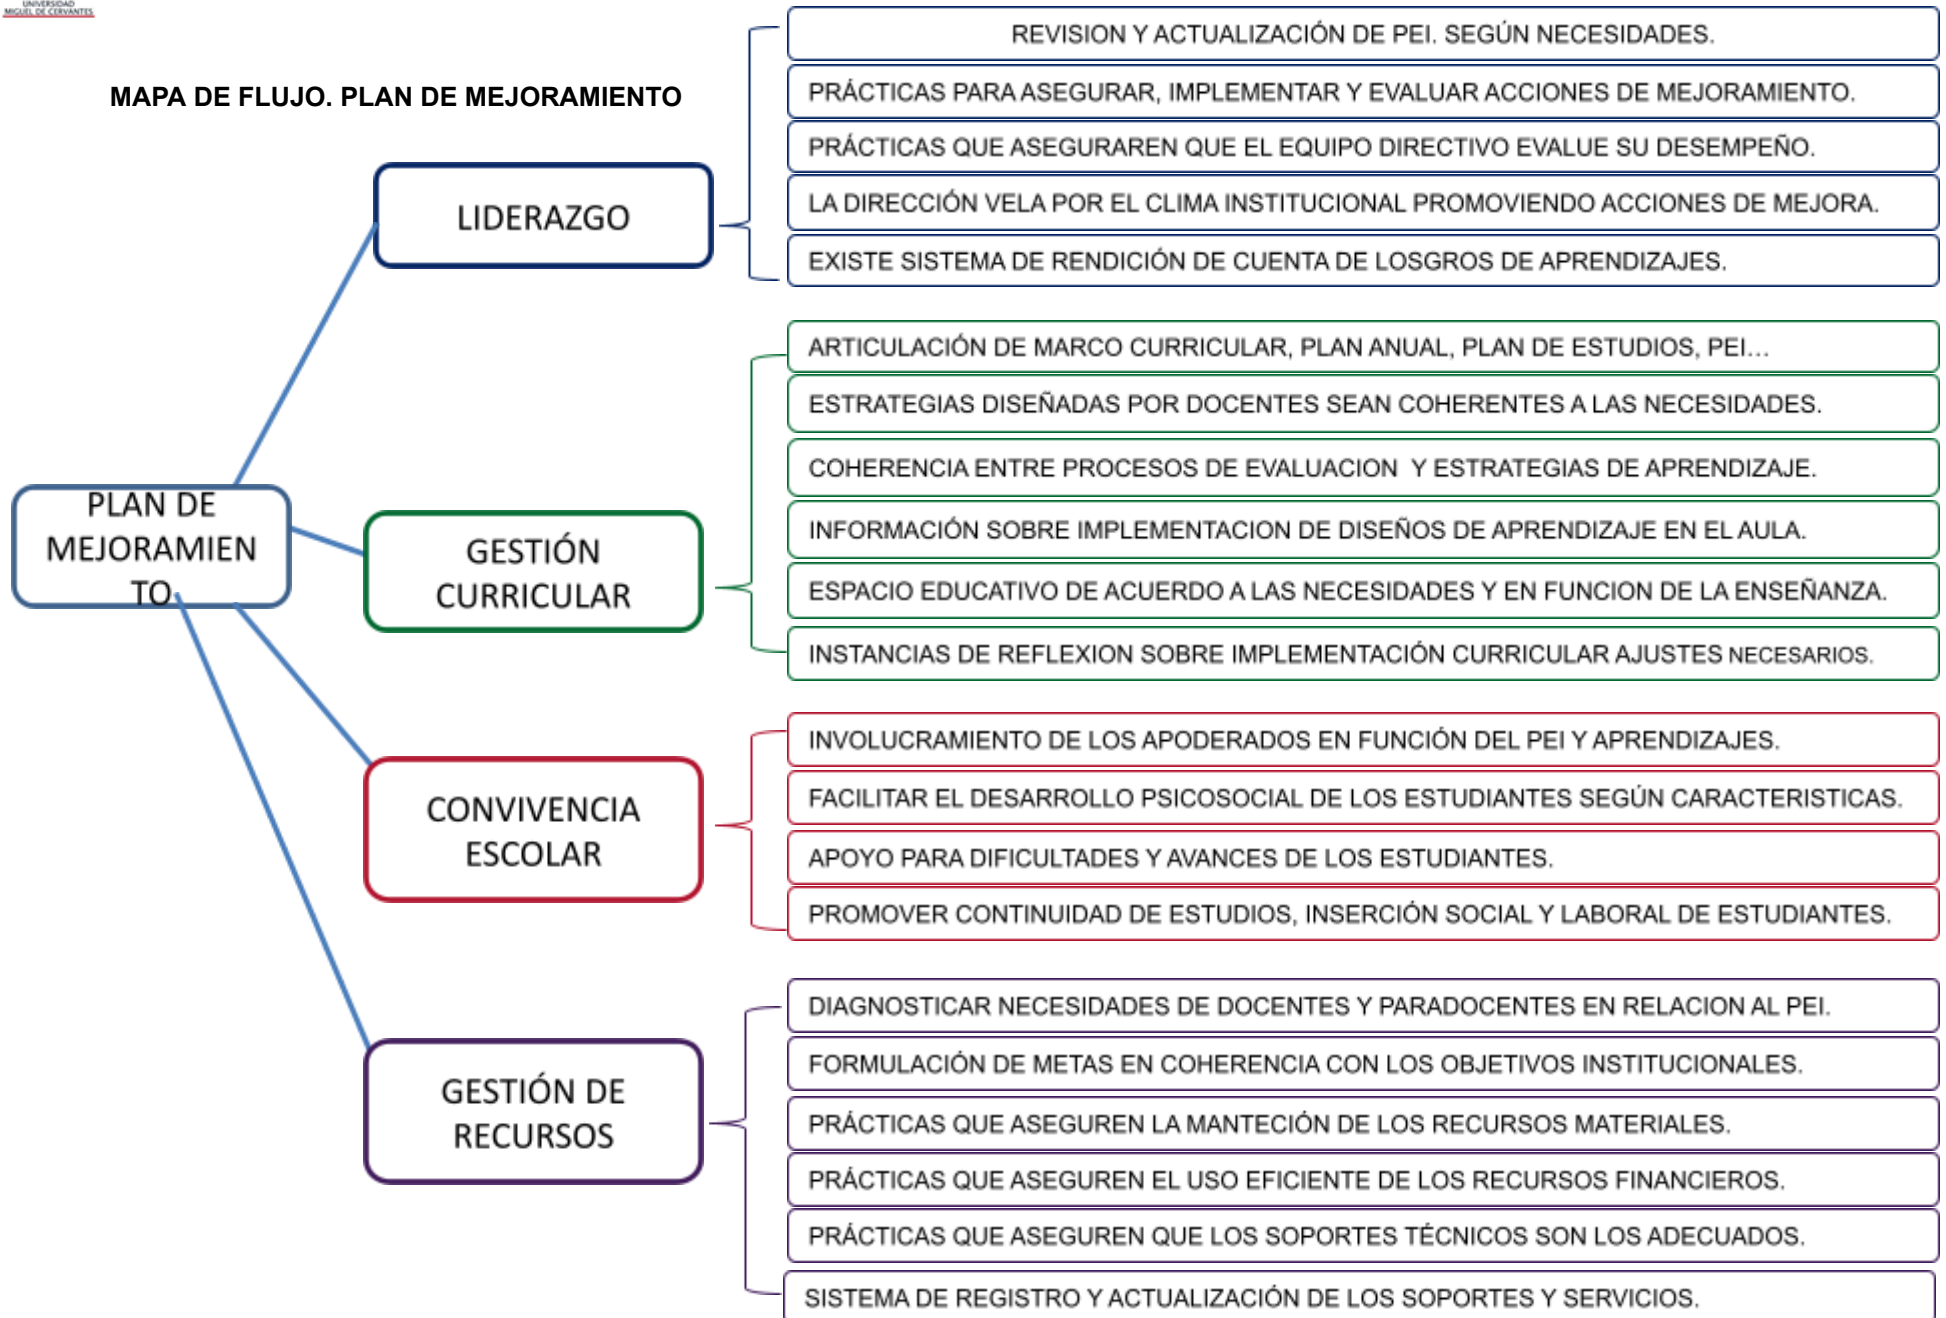 UNIVERSIDAD
MIGUEL DE CERVANTES
MAPA DE FLUJO. PLAN DE MEJORAMIENTO
PLAN DE
MEJORAMIEN
TO
LIDERAZGO
REVISION Y ACTUALIZACIÓN DE PEI. SEGÚN NECESIDADES.
PRÁCTICAS PARA ASEGURAR, IMPLEMENTAR Y EVALUAR ACCIONES DE MEJORAMIENTO.
PRÁCTICAS QUE ASEGURAREN QUE EL EQUIPO DIRECTIVO EVALUE SU DESEMPEÑO.
LA DIRECCIÓN VELA POR EL CLIMA INSTITUCIONAL PROMOVIENDO ACCIONES DE MEJORA.
EXISTE SISTEMA DE RENDICIÓN DE CUENTA DE LOSGROS DE APRENDIZAJES.
GESTIÓN
CURRICULAR
ARTICULACIÓN DE MARCO CURRICULAR, PLAN ANUAL, PLAN DE ESTUDIOS, PEI…
ESTRATEGIAS DISEÑADAS POR DOCENTES SEAN COHERENTES A LAS NECESIDADES.
COHERENCIA ENTRE PROCESOS DE EVALUACION Y ESTRATEGIAS DE APRENDIZAJE.
INFORMACIÓN SOBRE IMPLEMENTACION DE DISEÑOS DE APRENDIZAJE EN EL AULA.
ESPACIO EDUCATIVO DE ACUERDO A LAS NECESIDADES Y EN FUNCION DE LA ENSEÑANZA.
INSTANCIAS DE REFLEXION SOBRE IMPLEMENTACIÓN CURRICULAR AJUSTES NECESARIOS.
CONVIVENCIA
ESCOLAR
INVOLUCRAMIENTO DE LOS APODERADOS EN FUNCIÓN DEL PEI Y APRENDIZAJES.
FACILITAR EL DESARROLLO PSICOSOCIAL DE LOS ESTUDIANTES SEGÚN CARACTERISTICAS.
APOYO PARA DIFICULTADES Y AVANCES DE LOS ESTUDIANTES.
PROMOVER CONTINUIDAD DE ESTUDIOS, INSERCIÓN SOCIAL Y LABORAL DE ESTUDIANTES.
GESTIÓN DE
RECURSOS
DIAGNOSTICAR NECESIDADES DE DOCENTES Y PARADOCENTES EN RELACION AL PEI.
FORMULACIÓN DE METAS EN COHERENCIA CON LOS OBJETIVOS INSTITUCIONALES.
PRÁCTICAS QUE ASEGUREN LA MANTECIÓN DE LOS RECURSOS MATERIALES.
PRÁCTICAS QUE ASEGUREN EL USO EFICIENTE DE LOS RECURSOS FINANCIEROS.
PRÁCTICAS QUE ASEGUREN QUE LOS SOPORTES TÉCNICOS SON LOS ADECUADOS.
SISTEMA DE REGISTRO Y ACTUALIZACIÓN DE LOS SOPORTES Y SERVICIOS.